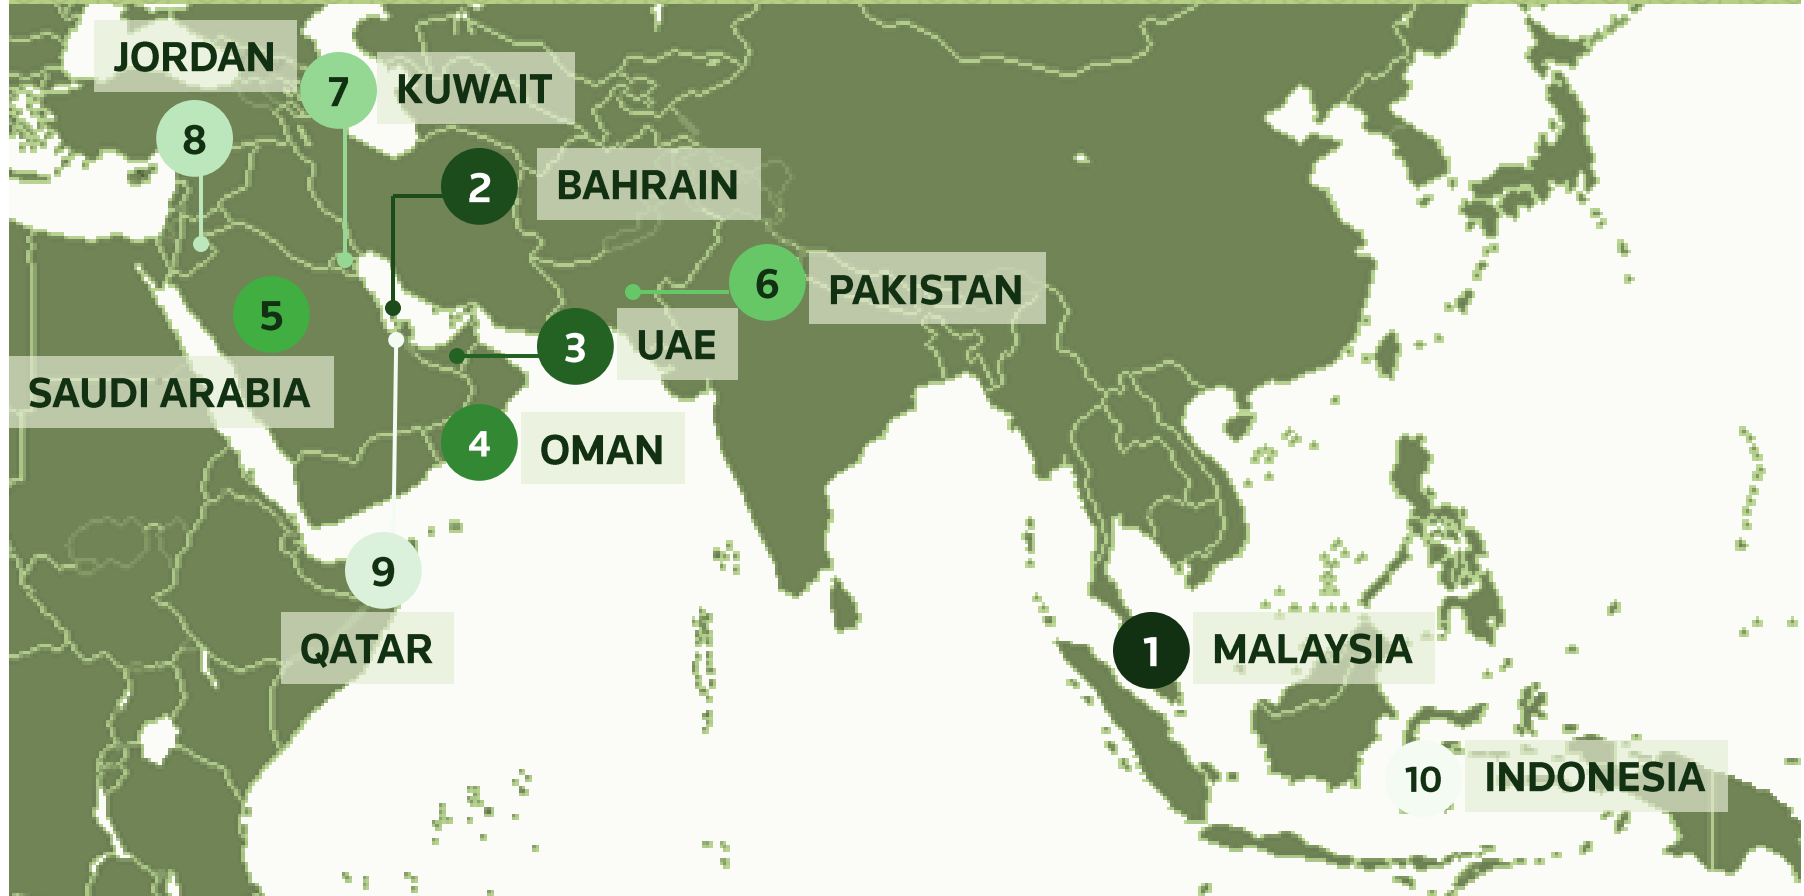 JORDAN
7
KUWAIT
8
2
BAHRAIN
6
PAKISTAN
5
3
UAE
SAUDI ARABIA
4
OMAN
9
QATAR
1
MALAYSIA
10
INDONESIA